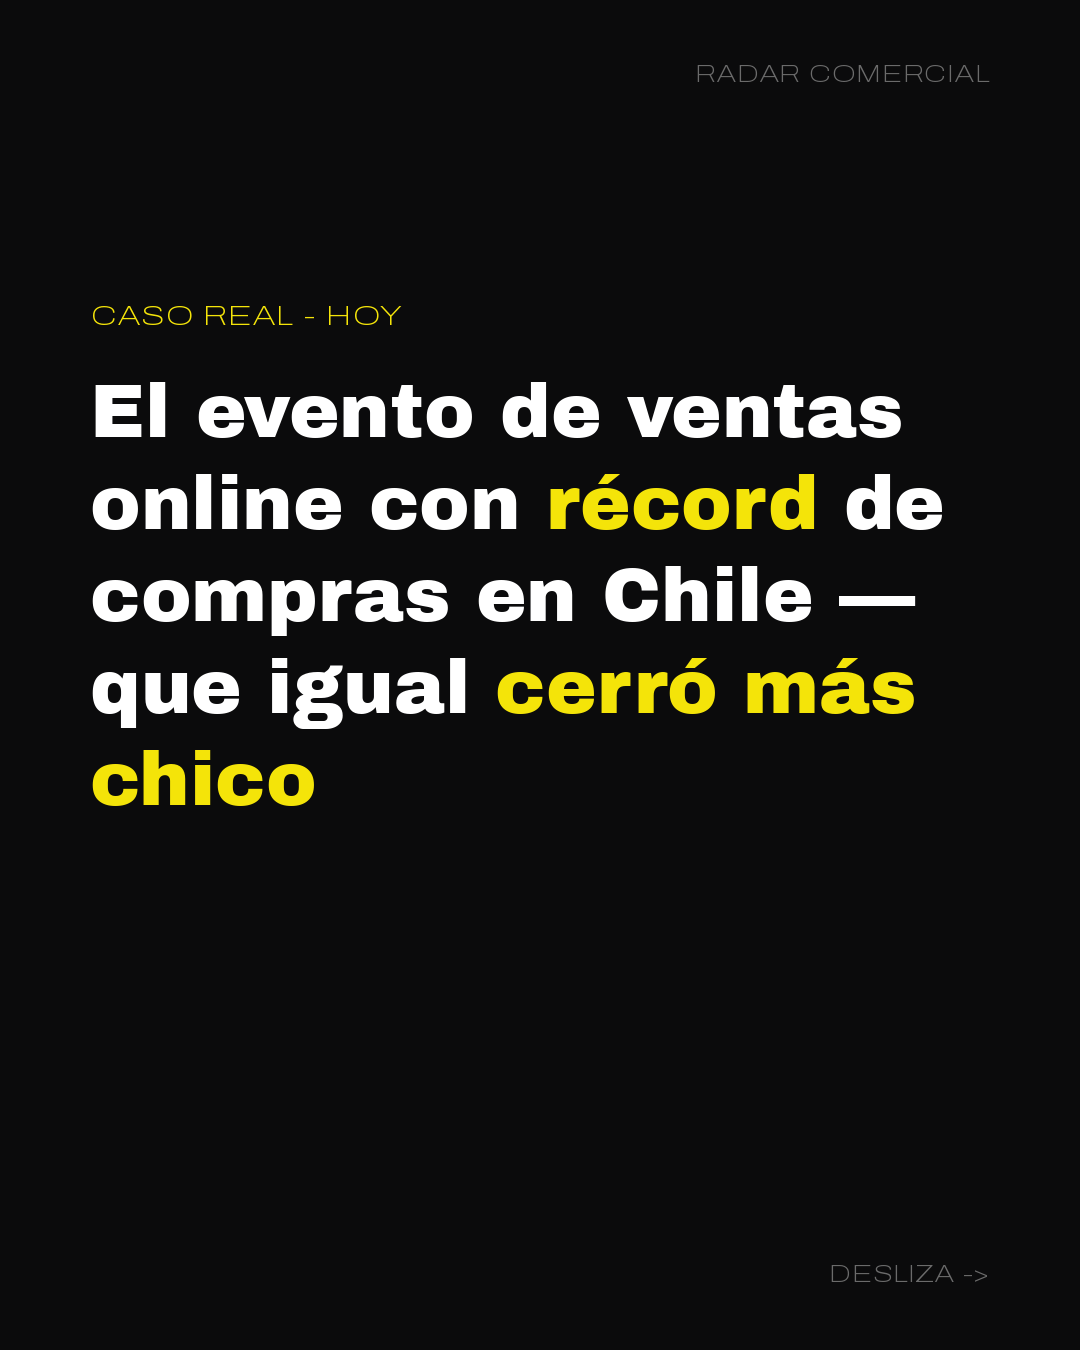 RADAR COMERCIAL
CASO REAL - HOY
El evento de ventas
online con récord de
compras en Chile —
que igual cerró más
chico
DESLIZA ->